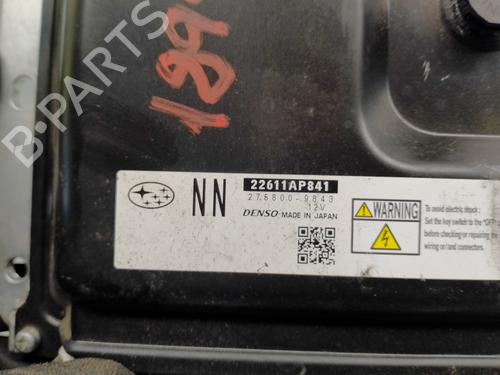 B-PARTS
189
NN
22611AP841
275800-9843
12V
DENSO MADE IN JAPAN
WARNING
To avoid electric shock:
Set the key switch to the "OFF"
before checking or repairing the
wiring on land connectors.